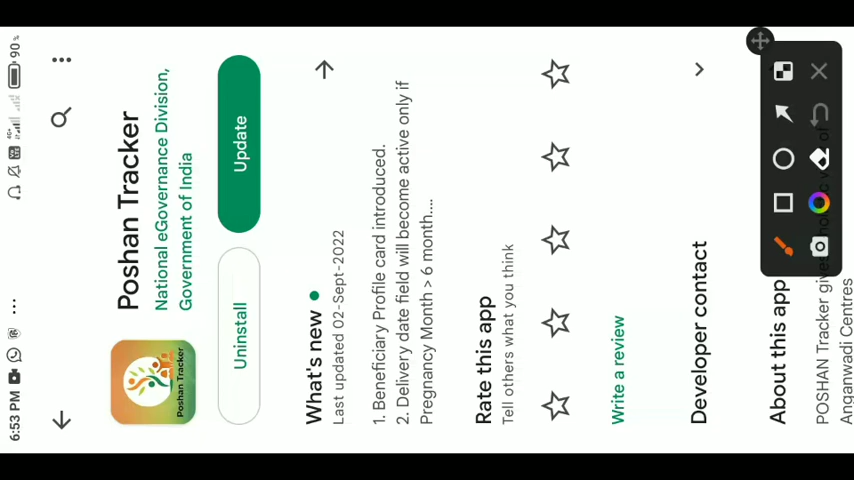 6:53 PM
90%
Poshan Tracker
National eGovernance Division,
Government of India
Poshan Tracker
Uninstall
Update
What's new
Last updated 02-Sept-2022
1. Beneficiary Profile card introduced.
2. Delivery date field will become active only if
Pregnancy Month > 6 month....
Rate this app
Tell others what you think
Write a review
Developer contact
About this app
POSHAN Tracker
Anganwadi Centres